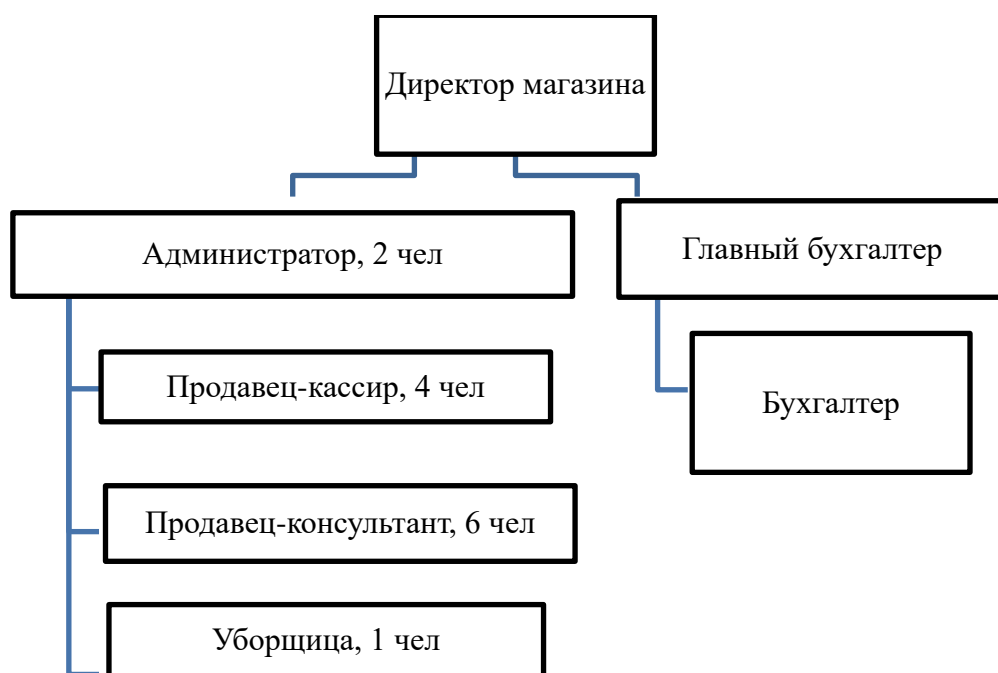 Директор магазина
Администратор, 2 чел
Главный бухгалтер
Продавец-кассир, 4 чел
Бухгалтер
Продавец-консультант, 6 чел
Уборщица, 1 чел